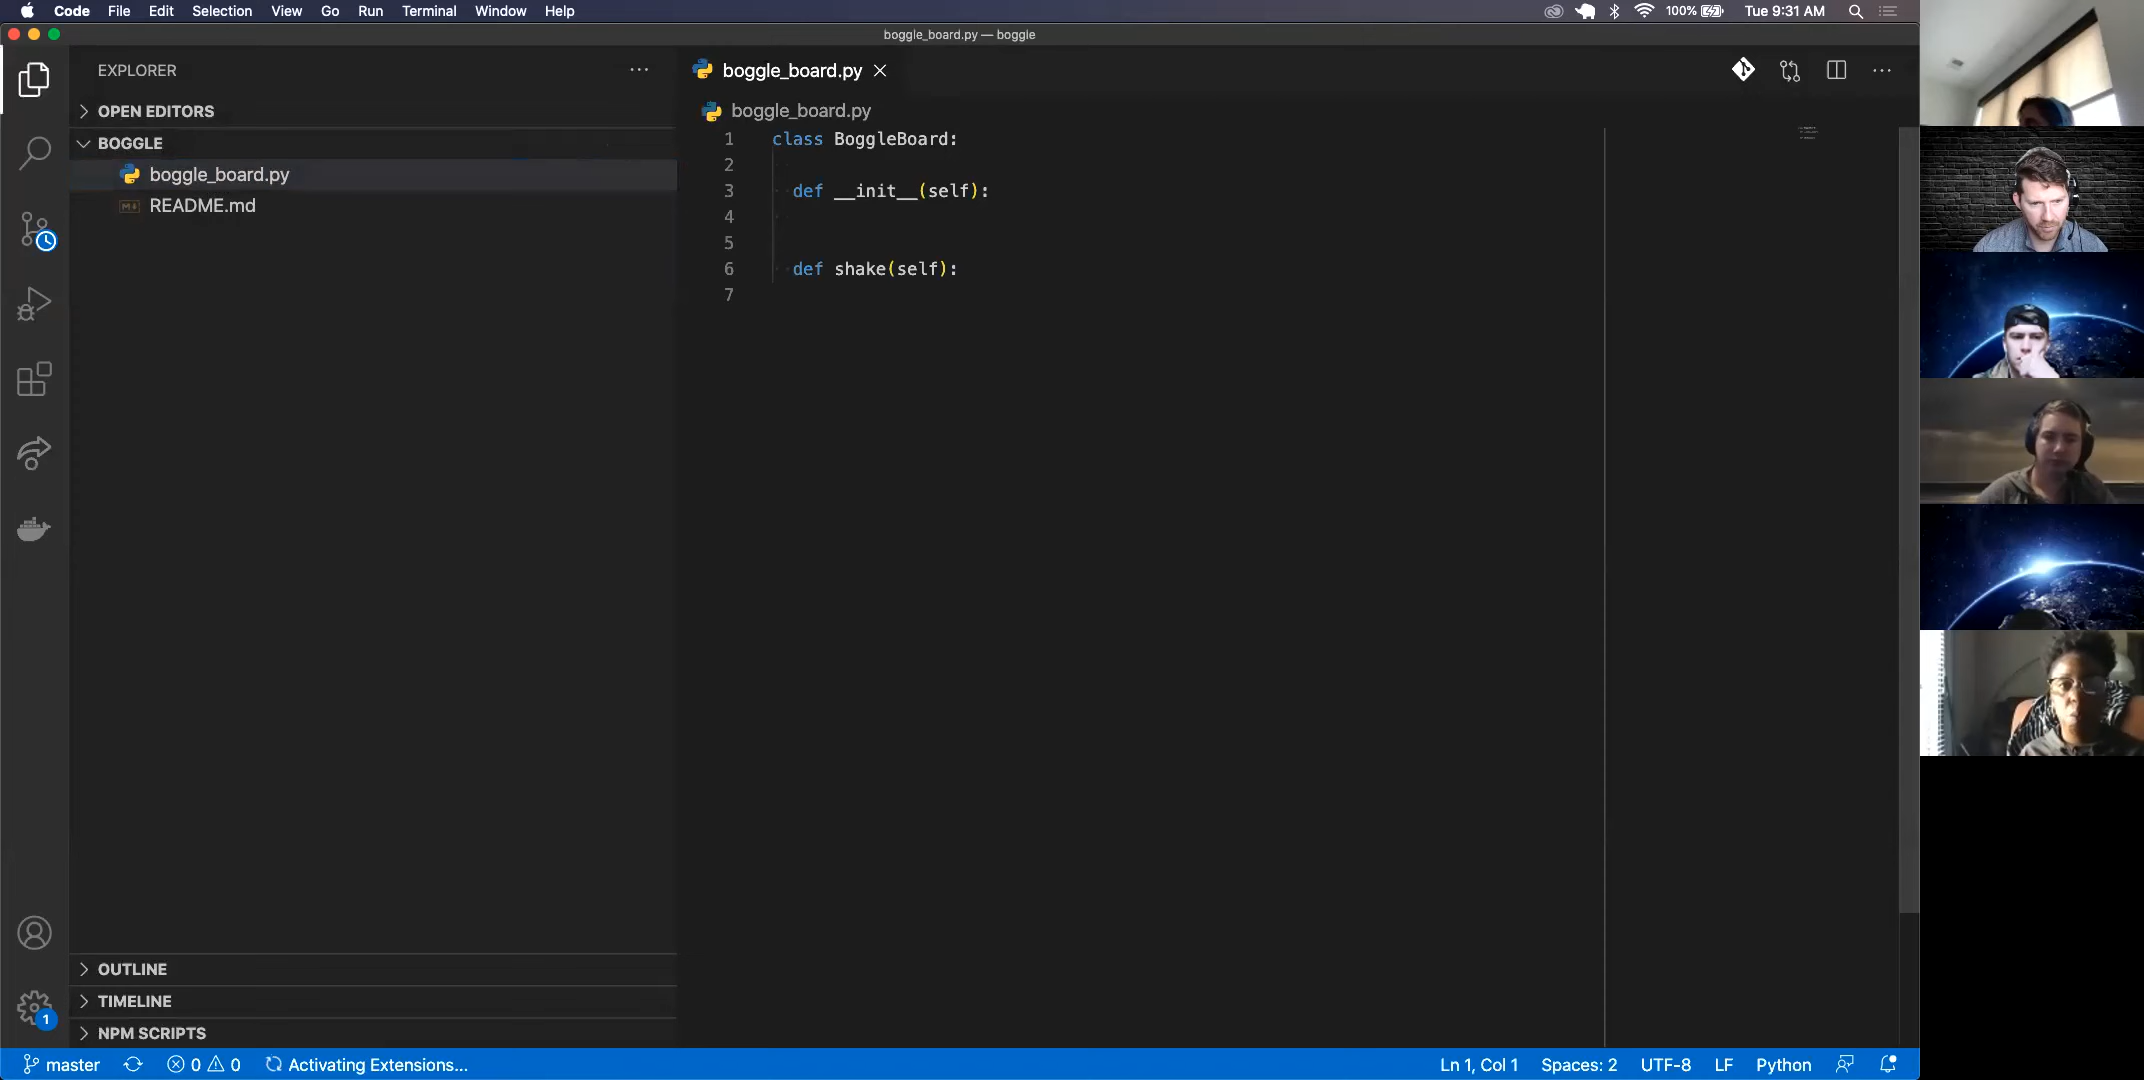 Code File Edit Selection View Go Run Terminal Window Help
100% Tue 9:31 AM
boggle_board.py — boggle
EXPLORER
OPEN EDITORS
BOGGLE
boggle_board.py
README.md
OUTLINE
TIMELINE
NPM SCRIPTS
boggle_board.py
boggle_board.py
1 class BoggleBoard:
2
3 def __init__(self):
4
5
6 def shake(self):
7
1
master 0 0 Activating Extensions...
Ln 1, Col 1 Spaces: 2 UTF-8 LF Python